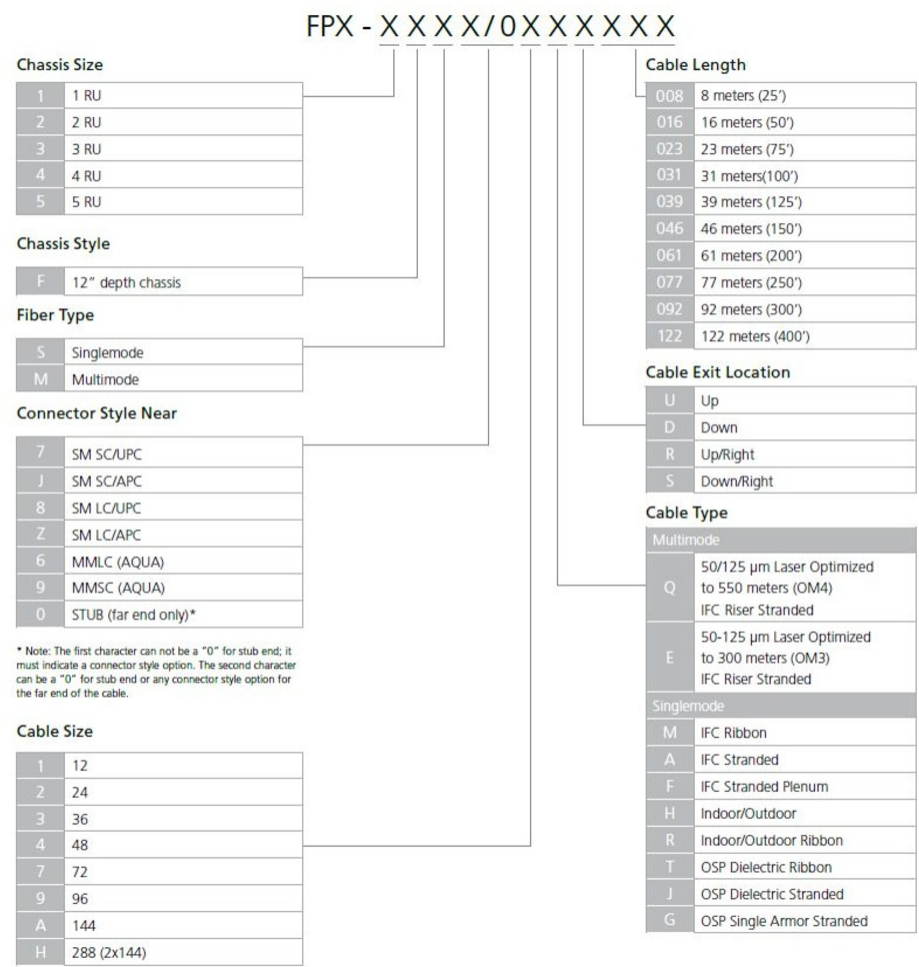 FPX - X X X X / 0 X X X X X X
Chassis Size
1 1 RU
2 2 RU
3 3 RU
4 4 RU
5 5 RU
Chassis Style
F 12″ depth chassis
Fiber Type
S Singlemode
M Multimode
Connector Style Near
7 SM SC/UPC
J SM SC/APC
8 SM LC/UPC
Z SM LC/APC
6 MMLC (AQUA)
9 MMSC (AQUA)
0 STUB (far end only)*
* Note: The first character can not be a "0" for stub end; it
must indicate a connector style option. The second character
can be a "0" for stub end or any connector style option for
the far end of the cable.
Cable Size
1 12
2 24
3 36
4 48
7 72
9 96
A 144
H 288 (2x144)
Cable Length
008 8 meters (25′)
016 16 meters (50′)
023 23 meters (75′)
031 31 meters(100′)
039 39 meters (125′)
046 46 meters (150′)
061 61 meters (200′)
077 77 meters (250′)
092 92 meters (300′)
122 122 meters (400′)
Cable Exit Location
U Up
D Down
R Up/Right
S Down/Right
Cable Type
Multimode
Q 50/125 µm Laser Optimized
to 550 meters (OM4)
IFC Riser Stranded
E 50-125 µm Laser Optimized
to 300 meters (OM3)
IFC Riser Stranded
Singlemode
M IFC Ribbon
A IFC Stranded
F IFC Stranded Plenum
H Indoor/Outdoor
R Indoor/Outdoor Ribbon
T OSP Dielectric Ribbon
J OSP Dielectric Stranded
G OSP Single Armor Stranded